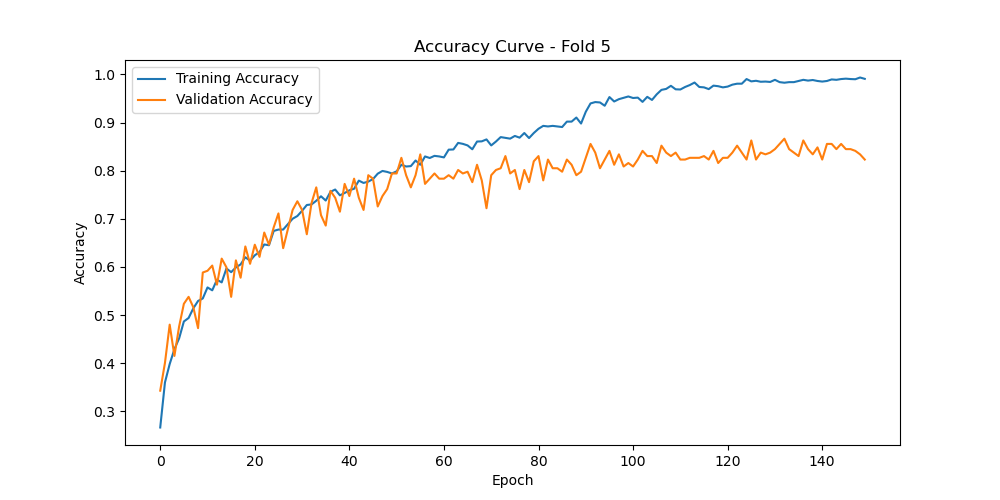 Accuracy Curve - Fold 5
Training Accuracy
Validation Accuracy
Accuracy
1.0
0.9
0.8
0.7
0.6
0.5
0.4
0.3
0 20 40 60 80 100 120 140
Epoch